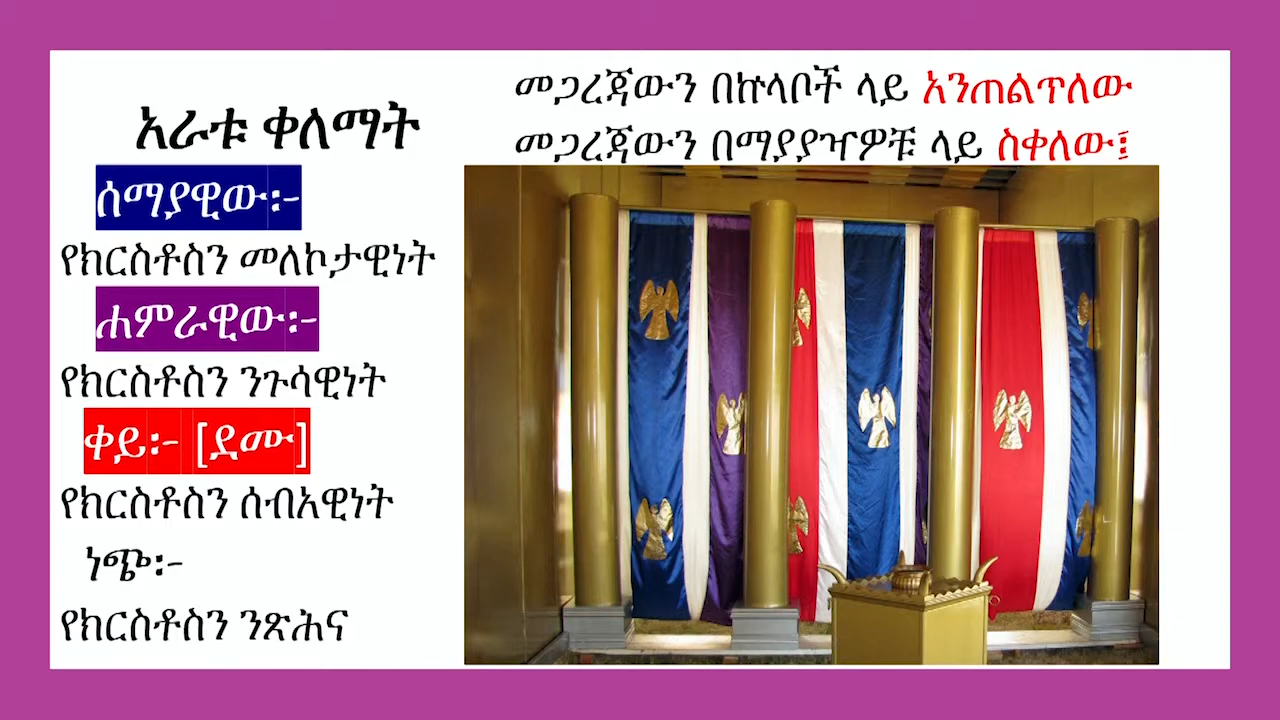 መጋረጃውን በኵላቦች ላይ አንጠልጥለው
መጋረጃውን በማያያዣዎቹ ላይ ስቀለው፤
አራቱ ቀለማት
ሰማያዊው፡-
የክርስቶስን መለኮታዊነት
ሐምራዊው፡-
የክርስቶስን ንጉሳዊነት
ቀይ፡- [ደሙ]
የክርስቶስን ሰብአዊነት
ነጭ፡-
የክርስቶስን ንጽሕና